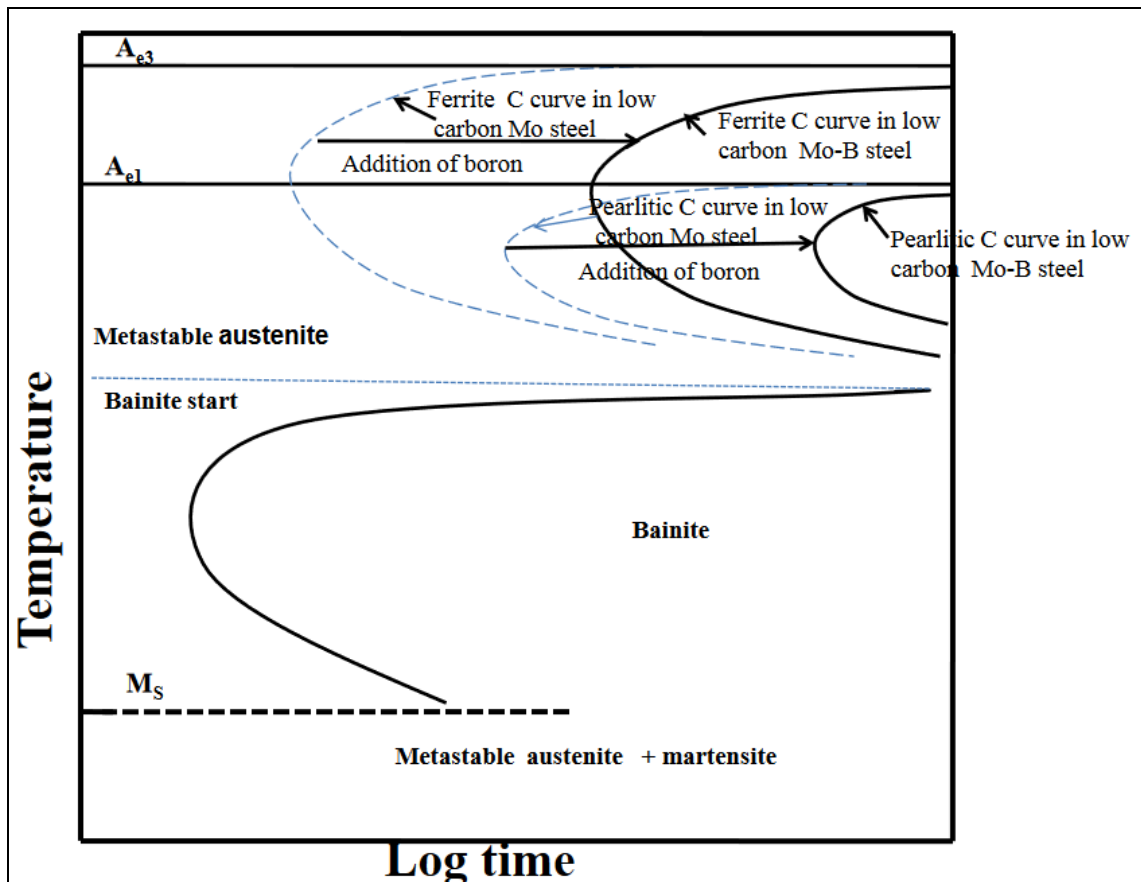 Ae3
Ferrite C curve in low
carbon Mo steel
Ferrite C curve in low
carbon Mo-B steel
Addition of boron
Ae1
Pearlitic C curve in low
carbon Mo steel
Pearlitic C curve in low
carbon Mo-B steel
Addition of boron
Metastable austenite
Bainite start
Bainite
Temperature
MS
Metastable austenite + martensite
Log time